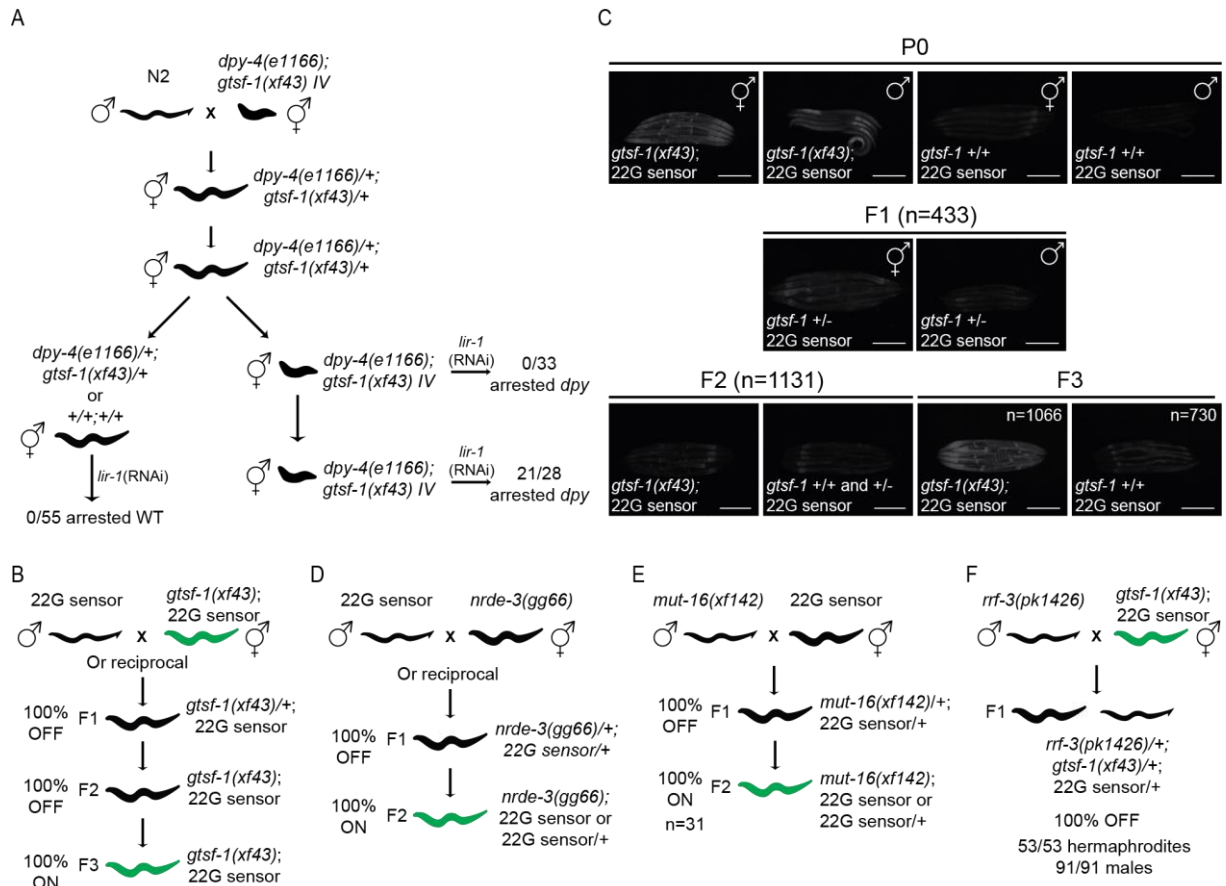 A
N2
dpy-4(e1166);
gtsf-1(xf43) IV
♂
x
⚥
⚥
dpy-4(e1166)/+;
gtsf-1(xf43)/+
⚥
dpy-4(e1166)/+;
gtsf-1(xf43)/+
dpy-4(e1166)/+;
gtsf-1(xf43)/+
or
+/+;+/+
⚥
lir-1(RNAi)
0/55 arrested WT
⚥
dpy-4(e1166);
gtsf-1(xf43) IV
lir-1
(RNAi)
0/33
arrested dpy
⚥
dpy-4(e1166);
gtsf-1(xf43) IV
lir-1
(RNAi)
21/28
arrested dpy
C
P0
⚥
gtsf-1(xf43);
22G sensor
♂
gtsf-1(xf43);
22G sensor
⚥
gtsf-1 +/+
22G sensor
♂
gtsf-1 +/+
22G sensor
F1 (n=433)
⚥
gtsf-1 +/-
22G sensor
♂
gtsf-1 +/-
22G sensor
F2 (n=1131)
gtsf-1(xf43);
22G sensor
gtsf-1 +/+ and +/-
22G sensor
F3
n=1066
gtsf-1(xf43);
22G sensor
n=730
gtsf-1 +/+
22G sensor
B
22G sensor
gtsf-1(xf43);
22G sensor
♂
x
⚥
Or reciprocal
100%
OFF
F1
gtsf-1(xf43)/+;
22G sensor
100%
OFF
F2
gtsf-1(xf43);
22G sensor
100%
ON
F3
gtsf-1(xf43);
22G sensor
D
22G sensor
nrde-3(gg66)
♂
x
⚥
Or reciprocal
100%
OFF
F1
nrde-3(gg66)/+;
22G sensor/+
100%
ON
F2
nrde-3(gg66);
22G sensor or
22G sensor/+
E
mut-16(xf142)
22G sensor
♂
x
⚥
100%
OFF
F1
mut-16(xf142)/+;
22G sensor/+
100%
ON
n=31
F2
mut-16(xf142);
22G sensor or
22G sensor/+
F
rrf-3(pk1426)
gtsf-1(xf43);
22G sensor
♂
x
⚥
F1
rrf-3(pk1426)/+;
gtsf-1(xf43)/+;
22G sensor/+
100% OFF
53/53 hermaphrodites
91/91 males